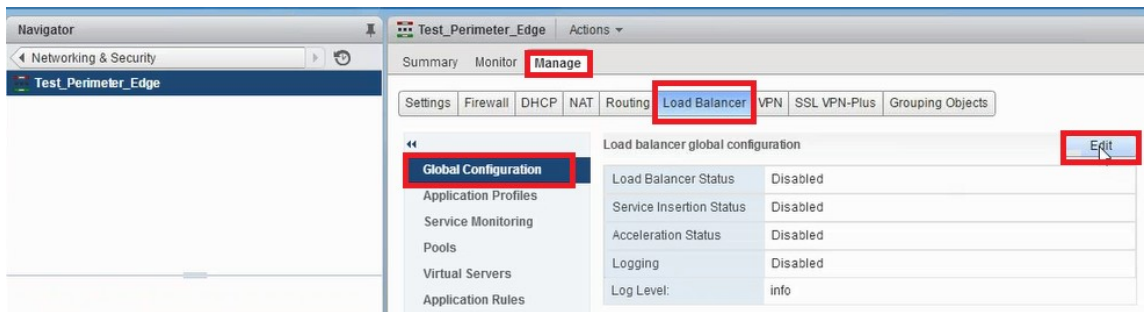 Navigator
Networking & Security
Test_Perimeter_Edge
Test_Perimeter_Edge Actions
Summary Monitor Manage
Settings Firewall DHCP NAT Routing Load Balancer VPN SSL VPN-Plus Grouping Objects
Global Configuration
Application Profiles
Service Monitoring
Pools
Virtual Servers
Application Rules
Load balancer global configuration Edit
Load Balancer Status Disabled
Service Insertion Status Disabled
Acceleration Status Disabled
Logging Disabled
Log Level: info